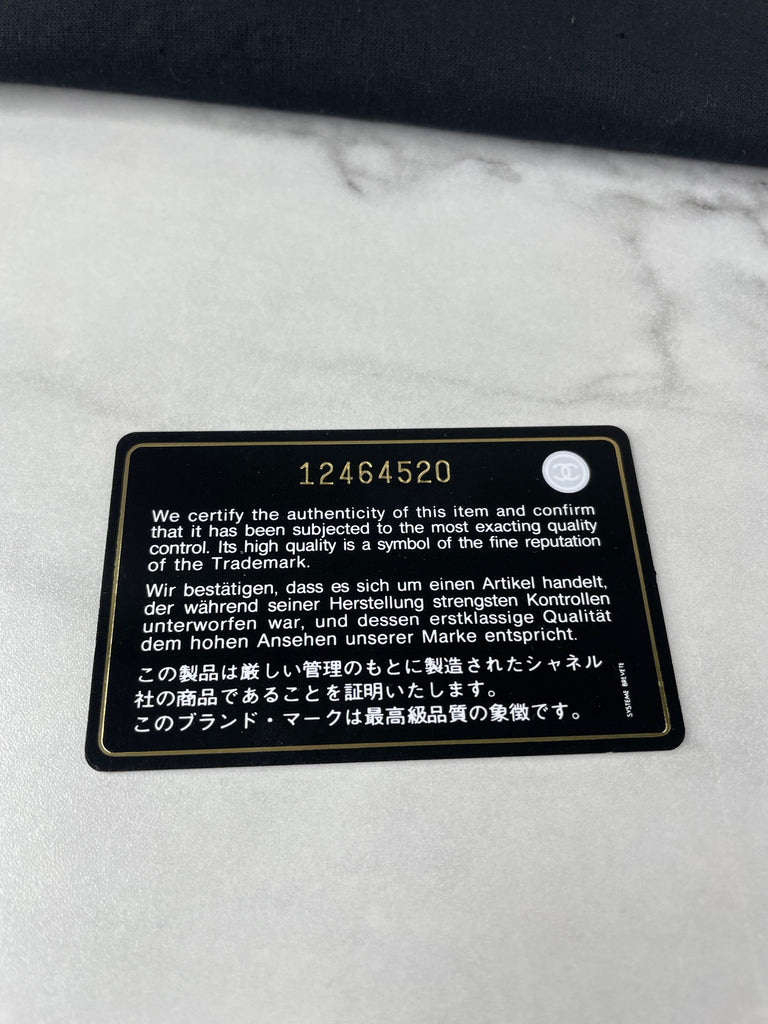 12464520
We certify the authenticity of this item and confirm
that it has been subjected to the most exacting quality
control. Its high quality is a symbol of the fine reputation
of the Trademark.
Wir bestätigen, dass es sich um einen Artikel handelt,
der während seiner Herstellung strengsten Kontrollen
unterworfen war, und dessen erstklassige Qualität
dem hohen Ansehen unserer Marke entspricht.
この製品は厳しい管理のもとに製造されたシャネル
社の商品であることを証明いたします。
このブランド・マークは最高級品質の象徴です。
SYSTEME BREVETE